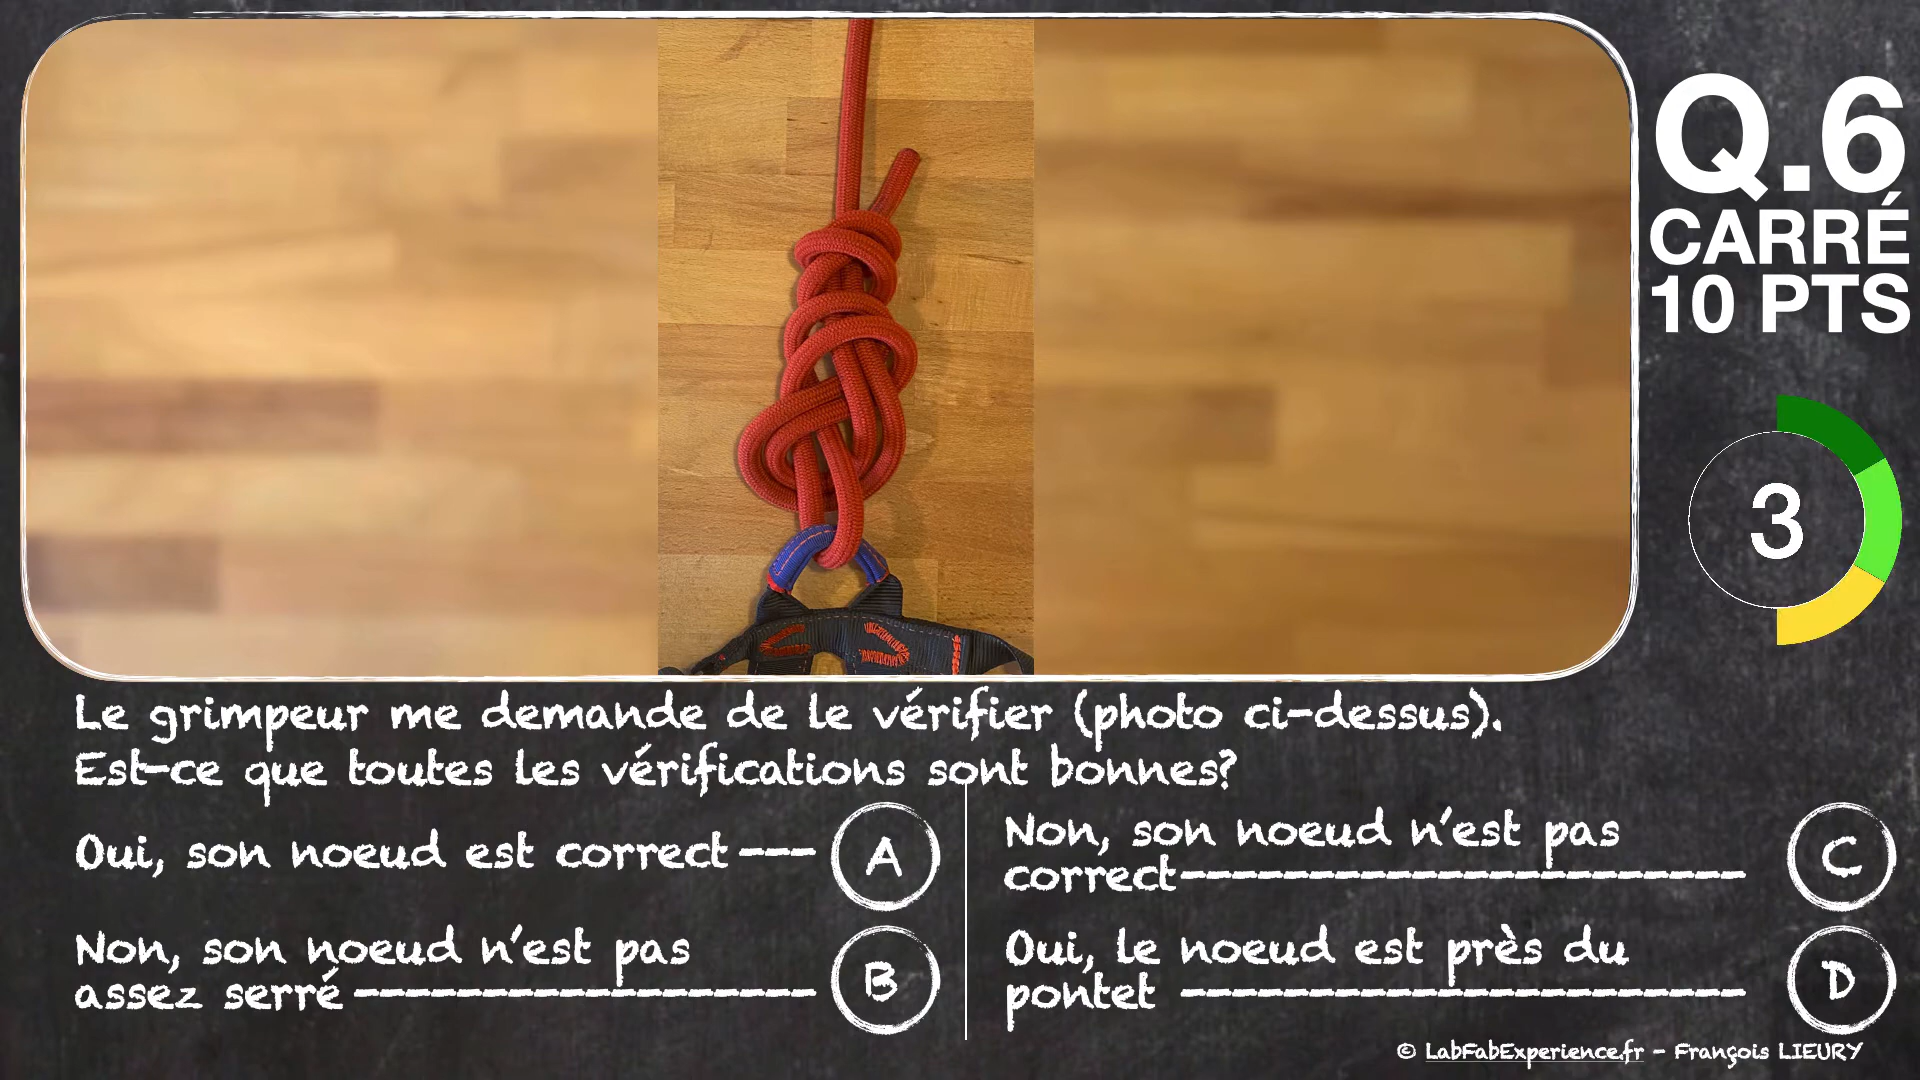 Q.6
CARRÉ
10 PTS
3
Le grimpeur me demande de le vérifier (photo ci-dessus).
Est-ce que toutes les vérifications sont bonnes?
Oui, son noeud est correct --- A
Non, son noeud n'est pas
assez serré ------------------ B
Non, son noeud n'est pas
correct---------------------- C
Oui, le noeud est près du
pontet ---------------------- D
© LabFabExperience.fr - François LIEURY